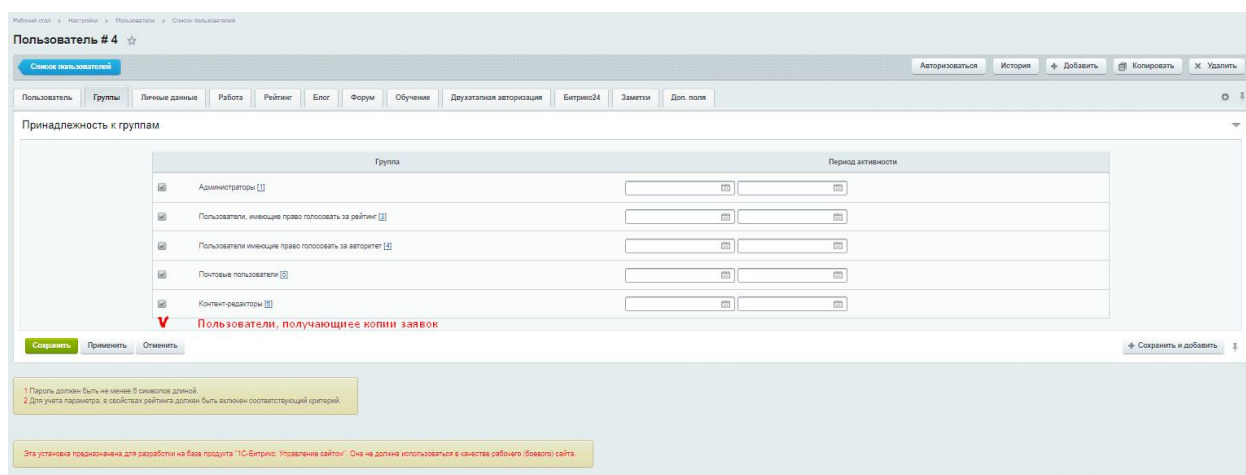 Рабочий стол » Настройки » Пользователи » Список пользователей
Пользователь # 4
Список пользователей Авторизоваться История + Добавить Копировать Удалить
Пользователь Группы Личные данные Работа Рейтинг Блог Форум Обучение Двухэтапная авторизация Битрикс24 Заметки Доп. поля
Принадлежность к группам
Группа Период активности
Администраторы [1]
Пользователи, имеющие право голосовать за рейтинг [3]
Пользователи имеющие право голосовать за авторитет [4]
Почтовые пользователи [5]
Контент-редакторы [6]
V Пользователи, получающиее копии заявок
Сохранить Применить Отменить + Сохранить и добавить
1 Пароль должен быть не менее 6 символов длиной.
2 Для учета параметра, в свойствах рейтинга должен быть включен соответствующий критерий.
Эта установка предназначена для разработки на базе продукта "1С-Битрикс: Управление сайтом". Она не должна использоваться в качестве рабочего (боевого) сайта.